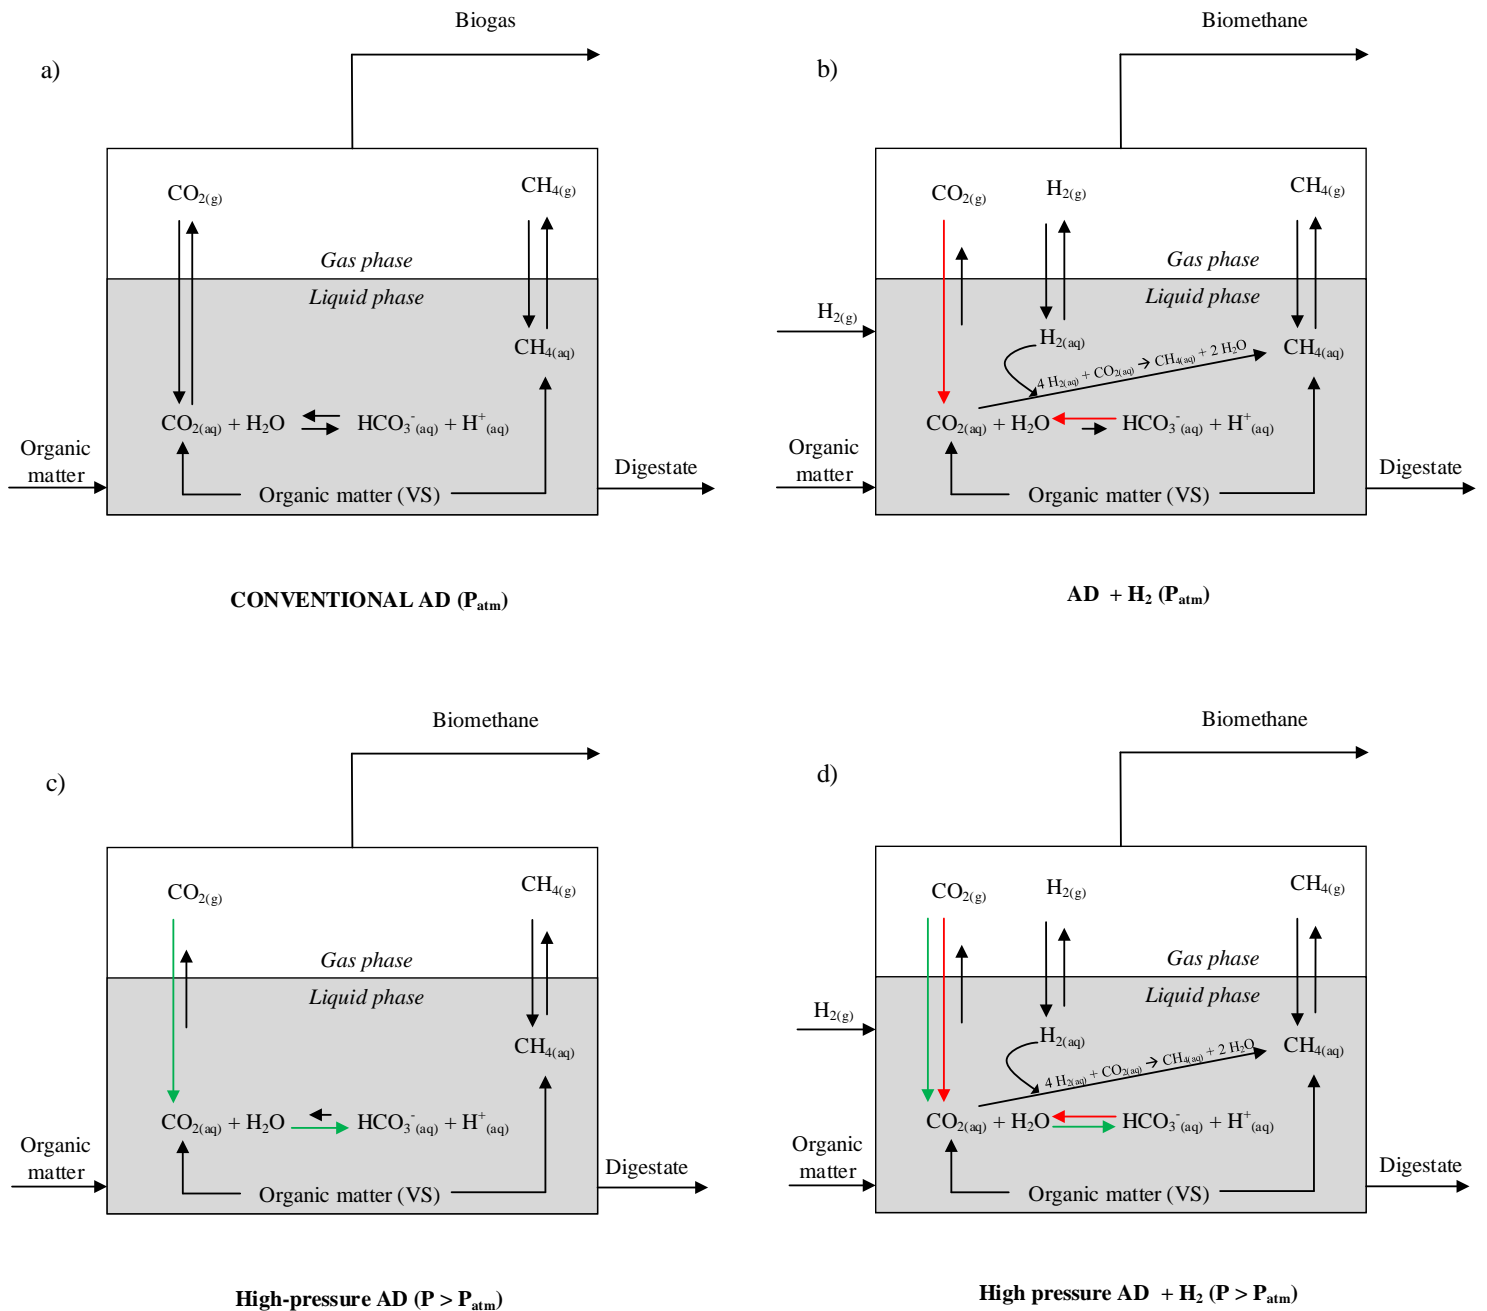 a)
Biogas
CO2(g)
CH4(g)
Gas phase
Liquid phase
CH4(aq)
CO2(aq) + H2O
HCO3-(aq) + H+(aq)
Organic
matter
Organic matter (VS)
Digestate
CONVENTIONAL AD (Patm)
b)
Biomethane
CO2(g)
H2(g)
CH4(g)
Gas phase
Liquid phase
H2(g)
H2(aq)
CH4(aq)
4 H2(aq) + CO2(aq) → CH4(aq) + 2 H2O
CO2(aq) + H2O
HCO3-(aq) + H+(aq)
Organic
matter
Organic matter (VS)
Digestate
AD + H2 (Patm)
c)
Biomethane
CO2(g)
CH4(g)
Gas phase
Liquid phase
CH4(aq)
CO2(aq) + H2O
HCO3-(aq) + H+(aq)
Organic
matter
Organic matter (VS)
Digestate
High-pressure AD (P > Patm)
d)
Biomethane
CO2(g)
H2(g)
CH4(g)
Gas phase
Liquid phase
H2(g)
H2(aq)
CH4(aq)
4 H2(aq) + CO2(aq) → CH4(aq) + 2 H2O
CO2(aq) + H2O
HCO3-(aq) + H+(aq)
Organic
matter
Organic matter (VS)
Digestate
High pressure AD + H2 (P > Patm)